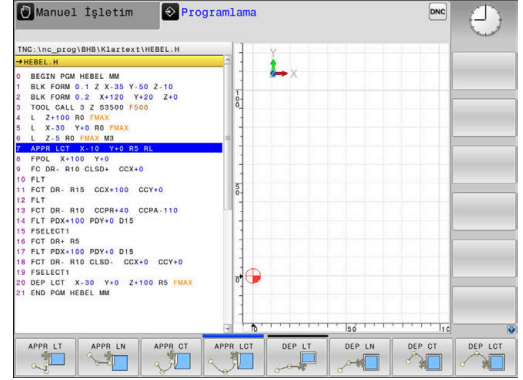 Manuel İşletim
Programlama
DNC
TNC:\nc_prog\BHB\Klartext\HEBEL.H
→HEBEL.H
0 BEGIN PGM HEBEL MM
1 BLK FORM 0.1 Z X-35 Y-50 Z-10
2 BLK FORM 0.2 X+120 Y+20 Z+0
3 TOOL CALL 3 Z S3500 F500
4 L Z+100 R0 FMAX
5 L X-30 Y+0 R0 FMAX
6 L Z-5 R0 FMAX M3
7 APPR LCT X-10 Y+0 R5 RL
8 FPOL X+100 Y+0
9 FC DR- R10 CLSD+ CCX+0
10 FLT
11 FCT DR- R15 CCX+100 CCY+0
12 FLT
13 FCT DR- R10 CCPR+40 CCPA-110
14 FLT PDX+100 PDY+0 D15
15 FSELECT1
16 FCT DR+ R5
17 FLT PDX+100 PDY+0 D15
18 FCT DR- R10 CLSD- CCX+0 CCY+0
19 FSELECT1
20 DEP LCT X-30 Y+0 Z+100 R5 FMAX
21 END PGM HEBEL MM
Y
X
100
50
0
0
50
10
APPR LT
APPR LN
APPR CT
APPR LCT
DEP LT
DEP LN
DEP CT
DEP LCT